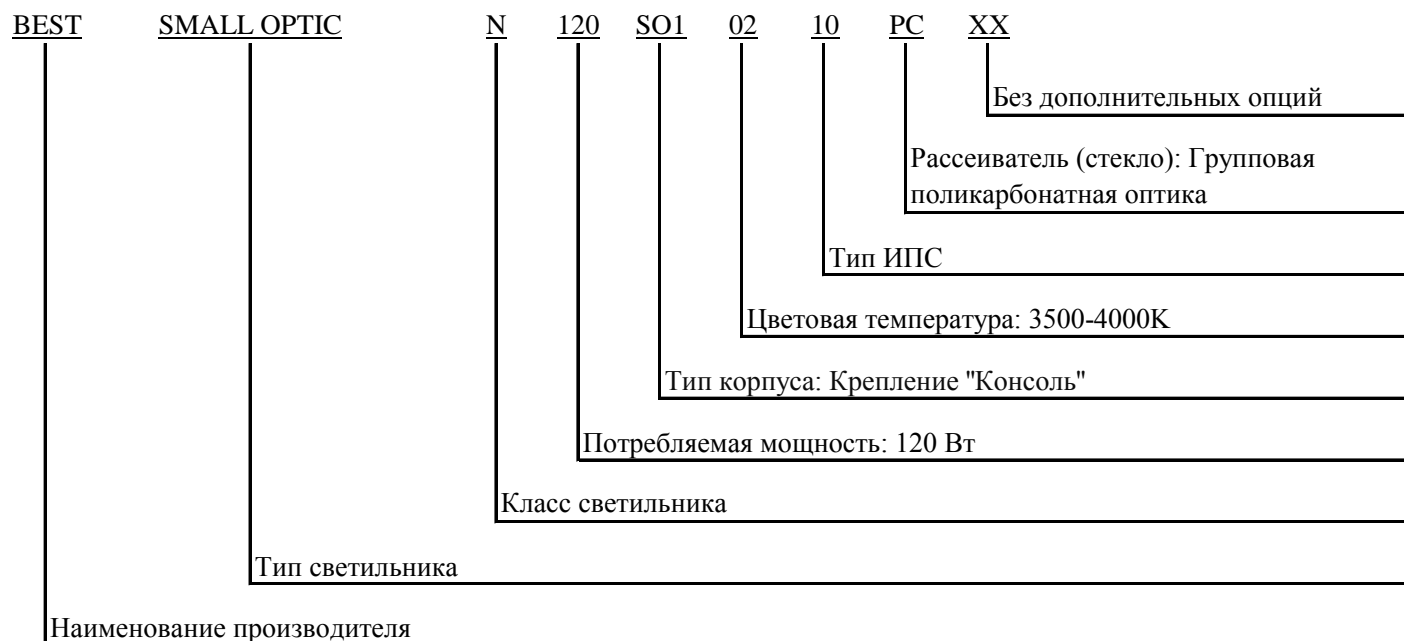 BEST SMALL OPTIC N 120 SO1 02 10 PC XX
Без дополнительных опций
Рассеиватель (стекло): Групповая
поликарбонатная оптика
Тип ИПС
Цветовая температура: 3500-4000K
Тип корпуса: Крепление "Консоль"
Потребляемая мощность: 120 Вт
Класс светильника
Тип светильника
Наименование производителя